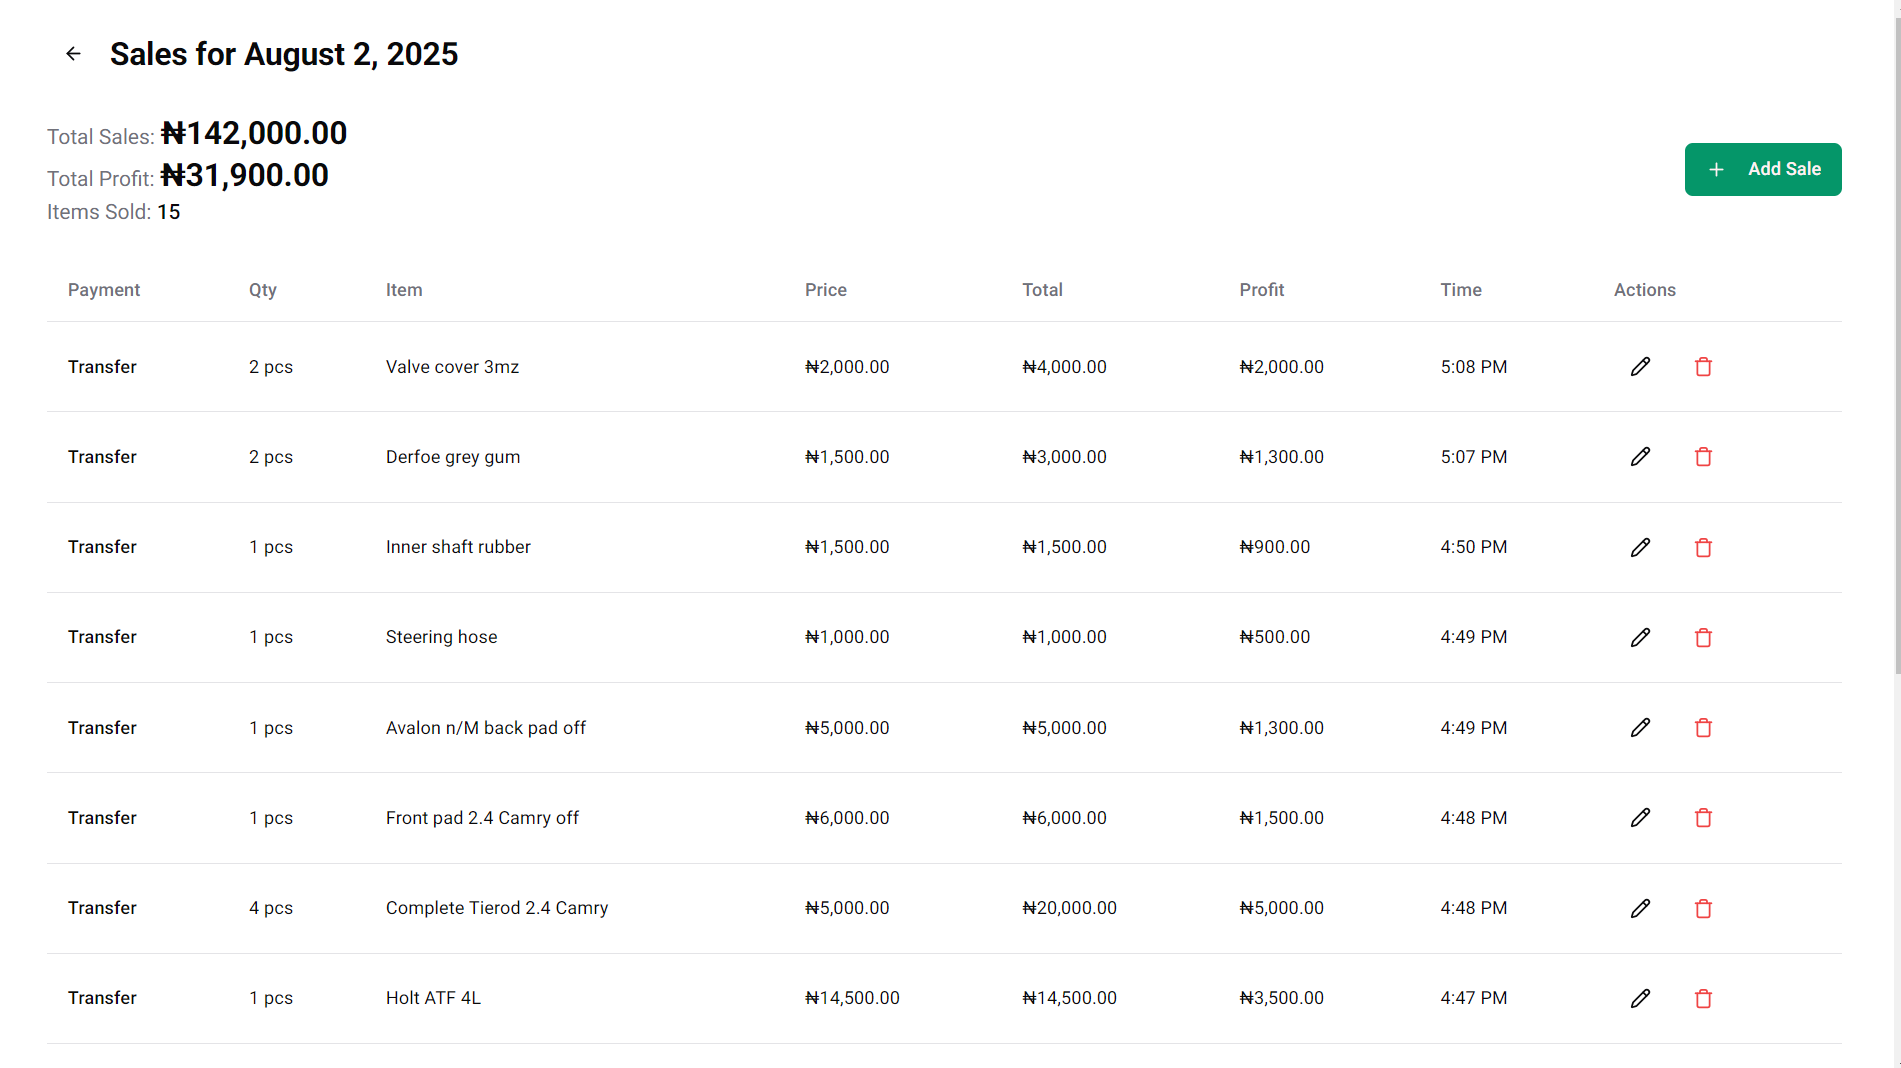 Sales for August 2, 2025
Total Sales: ₦142,000.00
Total Profit: ₦31,900.00
Items Sold: 15
Add Sale
Payment Qty Item Price Total Profit Time Actions
Transfer 2 pcs Valve cover 3mz ₦2,000.00 ₦4,000.00 ₦2,000.00 5:08 PM
Transfer 2 pcs Derfoe grey gum ₦1,500.00 ₦3,000.00 ₦1,300.00 5:07 PM
Transfer 1 pcs Inner shaft rubber ₦1,500.00 ₦1,500.00 ₦900.00 4:50 PM
Transfer 1 pcs Steering hose ₦1,000.00 ₦1,000.00 ₦500.00 4:49 PM
Transfer 1 pcs Avalon n/M back pad off ₦5,000.00 ₦5,000.00 ₦1,300.00 4:49 PM
Transfer 1 pcs Front pad 2.4 Camry off ₦6,000.00 ₦6,000.00 ₦1,500.00 4:48 PM
Transfer 4 pcs Complete Tierod 2.4 Camry ₦5,000.00 ₦20,000.00 ₦5,000.00 4:48 PM
Transfer 1 pcs Holt ATF 4L ₦14,500.00 ₦14,500.00 ₦3,500.00 4:47 PM